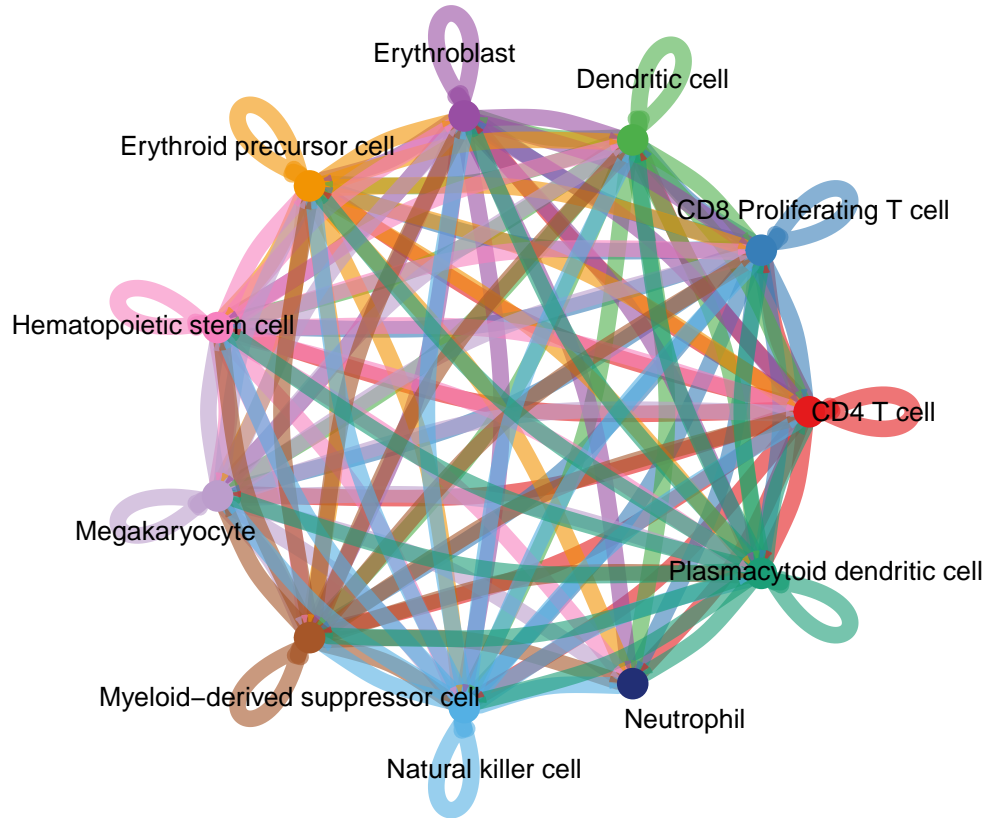 Erythroblast
Dendritic cell
Erythroid precursor cell
CD8 Proliferating T cell
Hematopoietic stem cell
CD4 T cell
Megakaryocyte
Plasmacytoid dendritic cell
Myeloid−derived suppressor cell
Neutrophil
Natural killer cell